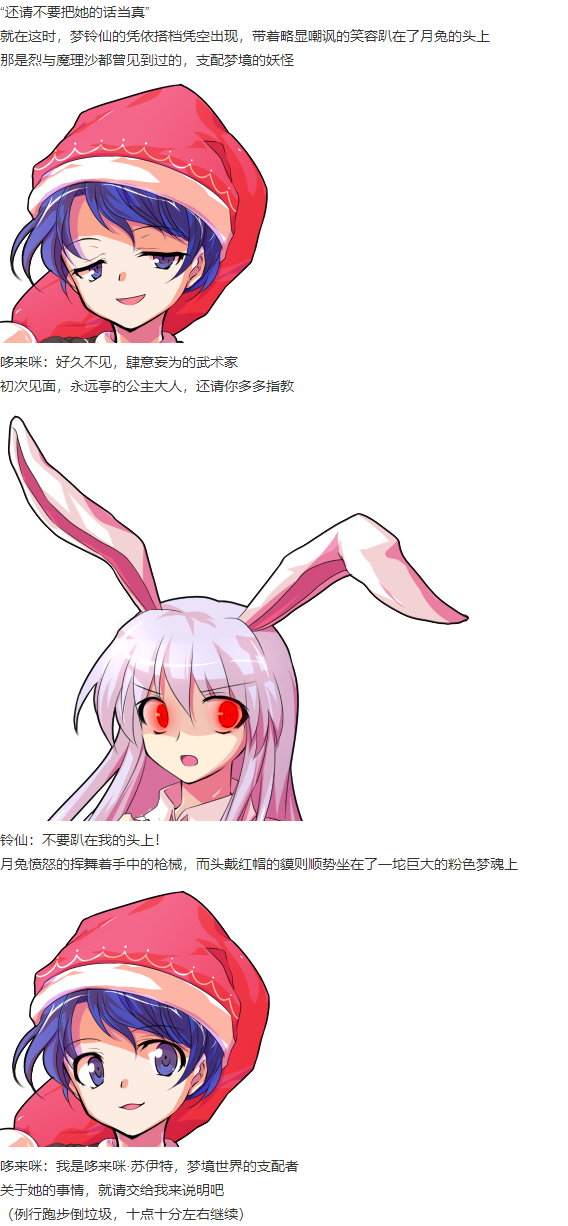 “还请不要把她的话当真”
就在这时，梦铃仙的凭依搭档凭空出现，带着略显嘲讽的笑容趴在了月兔的头上
那是烈与魔理沙都曾见到过的，支配梦境的妖怪
哆来咪：好久不见，肆意妄为的武术家
初次见面，永远亭的公主大人，还请你多多指教
铃仙：不要趴在我的头上！
月兔愤怒的挥舞着手中的枪械，而头戴红帽的貘则顺势坐在了一坨巨大的粉色梦魂上
哆来咪：我是哆来咪·苏伊特，梦境世界的支配者
关于她的事情，就请交给我来说明吧
（例行跑步倒垃圾，十点十分左右继续）